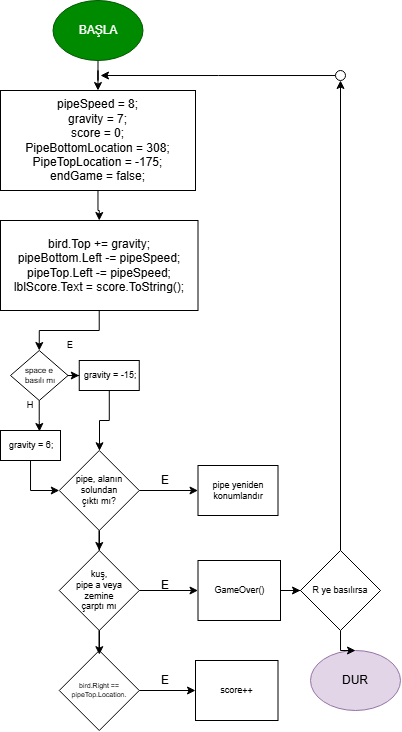 BAŞLA
pipeSpeed = 8;
gravity = 7;
score = 0;
PipeBottomLocation = 308;
PipeTopLocation = -175;
endGame = false;
bird.Top += gravity;
pipeBottom.Left -= pipeSpeed;
pipeTop.Left -= pipeSpeed;
lblScore.Text = score.ToString();
E
space e
basılı mı
gravity = -15;
H
gravity = 6;
pipe, alanın
solundan
çıktı mı?
E
pipe yeniden
konumlandır
kuş,
pipe a veya
zemine
çarptı mı
E
GameOver()
R ye basılırsa
bird.Right ==
pipeTop.Location.
E
score++
DUR